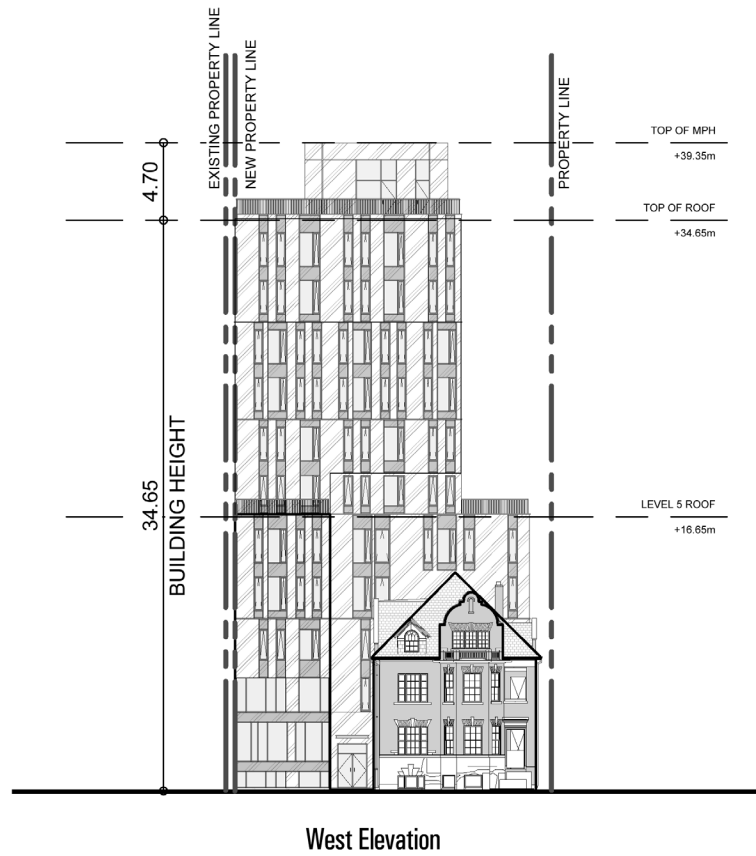 EXISTING PROPERTY LINE
NEW PROPERTY LINE
PROPERTY LINE
TOP OF MPH
+39.35m
4.70
TOP OF ROOF
+34.65m
34.65
BUILDING HEIGHT
LEVEL 5 ROOF
+16.65m
West Elevation